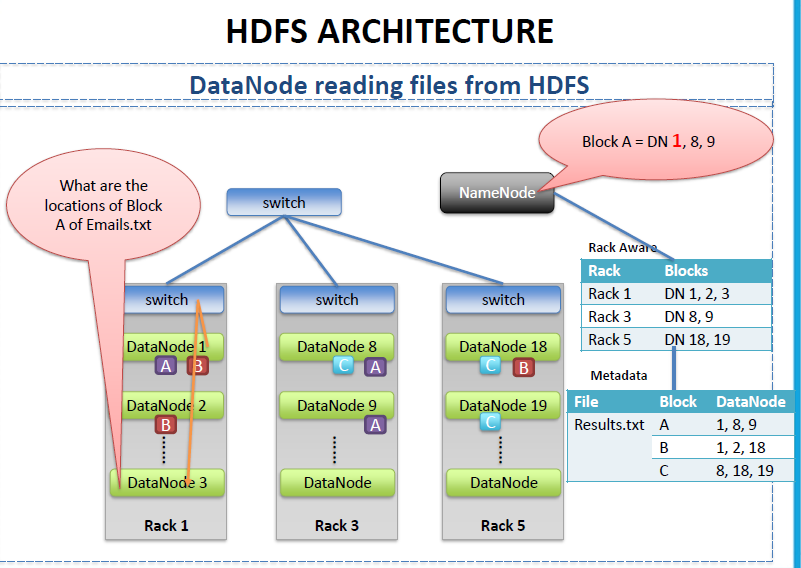 HDFS ARCHITECTURE
DataNode reading files from HDFS
Block A = DN 1, 8, 9
What are the
locations of Block
A of Emails.txt
switch
NameNode
Rack Aware
Rack Blocks
Rack 1 DN 1, 2, 3
Rack 3 DN 8, 9
Rack 5 DN 18, 19
switch
DataNode 1
A B
DataNode 2
B
DataNode 3
Rack 1
switch
DataNode 8
C A
DataNode 9
A
DataNode
Rack 3
switch
DataNode 18
C B
DataNode 19
C
DataNode
Rack 5
Metadata
File Block DataNode
Results.txt A 1, 8, 9
B 1, 2, 18
C 8, 18, 19